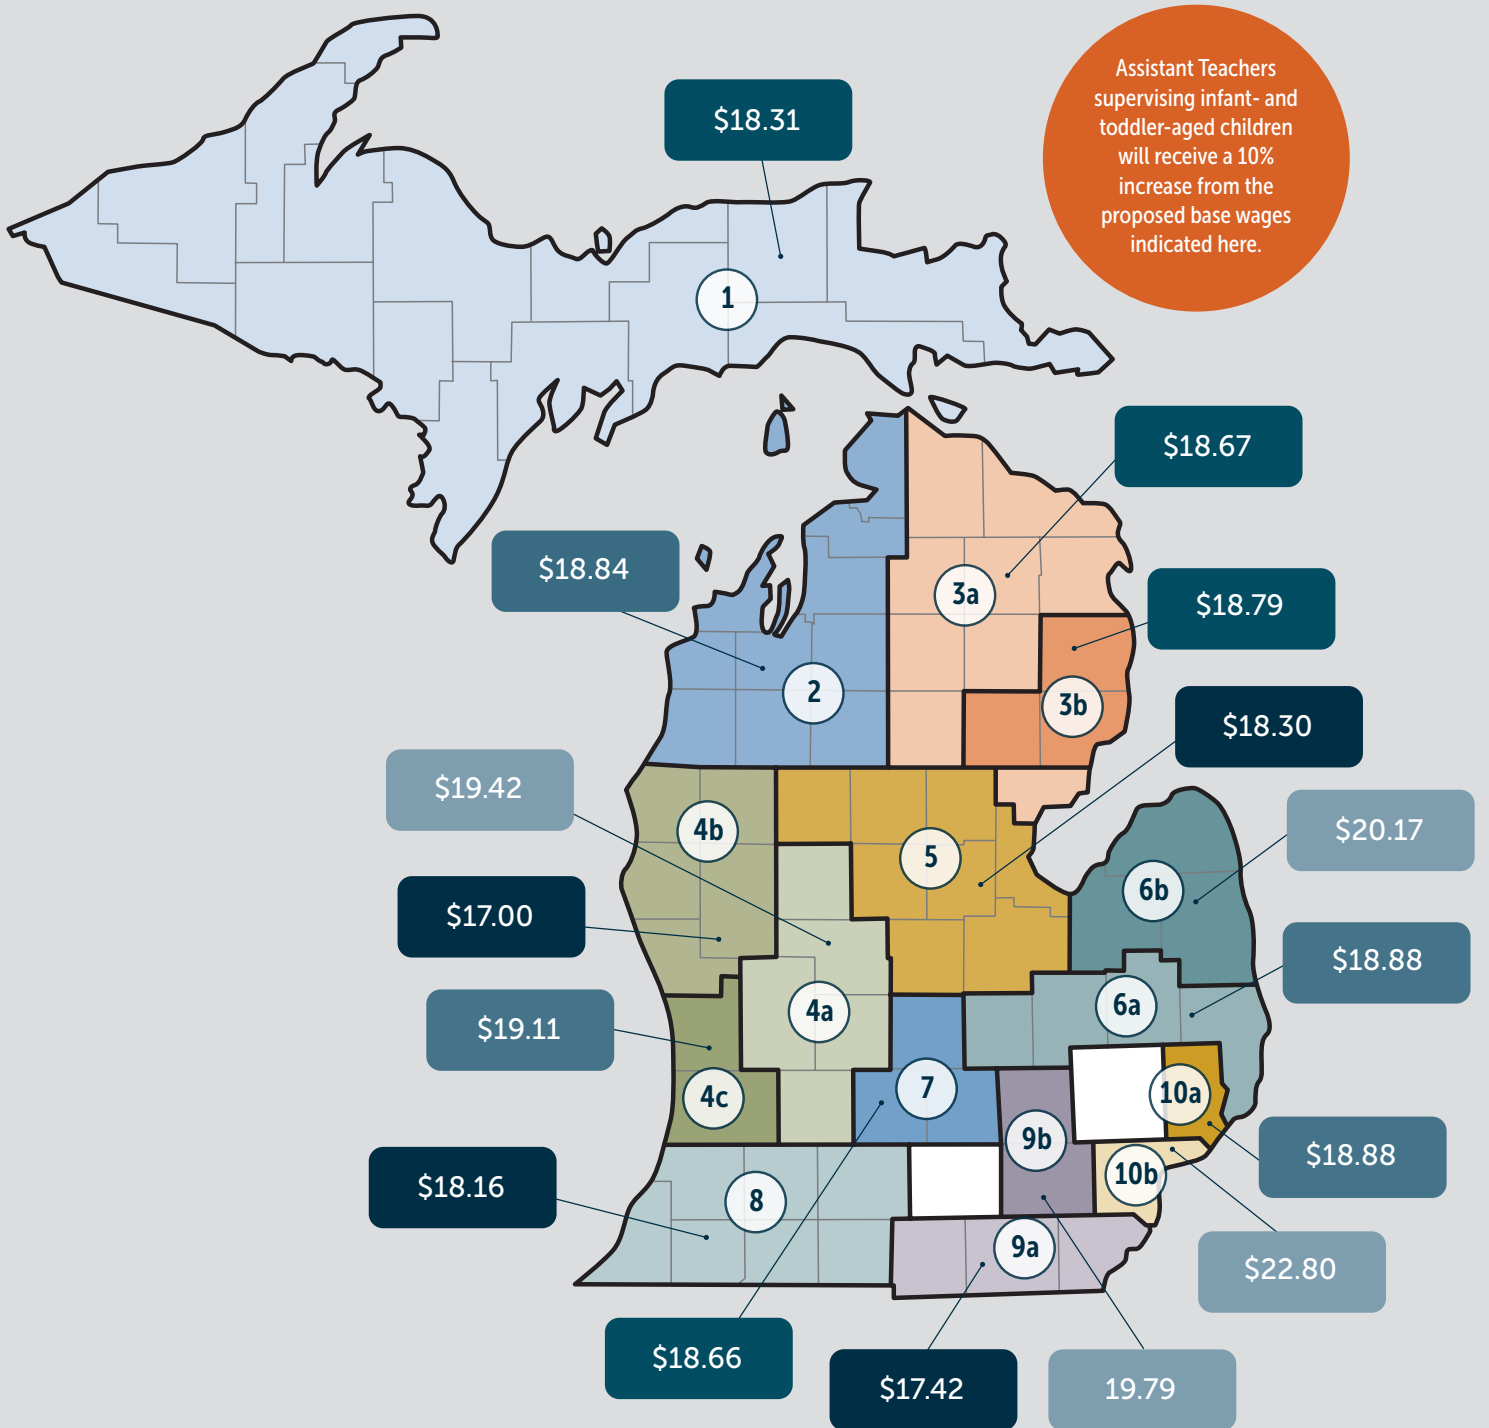 Assistant Teachers
supervising infant- and
toddler-aged children
will receive a 10%
increase from the
proposed base wages
indicated here.
$18.31
1
$18.67
$18.84
3a
$18.79
2
3b
$18.30
$19.42
4b
5
$20.17
6b
$17.00
$18.88
4a
6a
$19.11
7
4c
10a
9b
$18.88
10b
$18.16
8
9a
$22.80
$18.66
$17.42
19.79